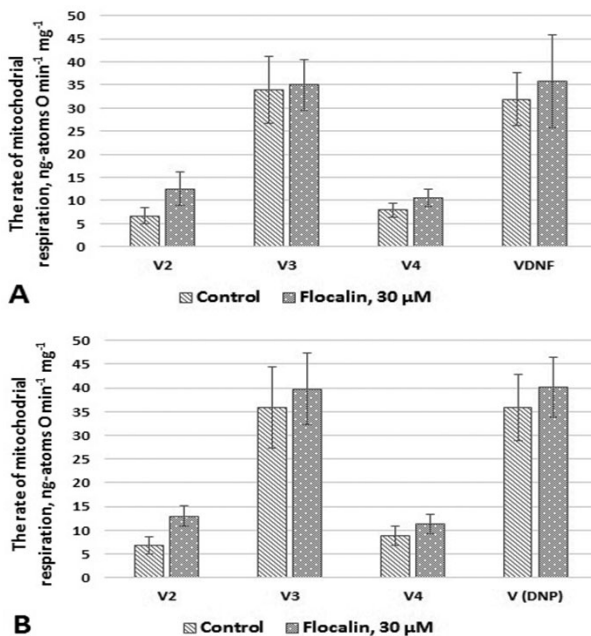 50
45
40
35
30
25
20
15
10
5
0
The rate of mitochodrial
respiration, ng-atoms O min⁻¹ mg⁻¹
V2 V3 V4 VDNF
A
Control Flocalin, 30 µM
50
45
40
35
30
25
20
15
10
5
0
The rate of mitochodrial
respiration, ng-atoms O min⁻¹ mg⁻¹
V2 V3 V4 V (DNP)
B
Control Flocalin, 30 µM